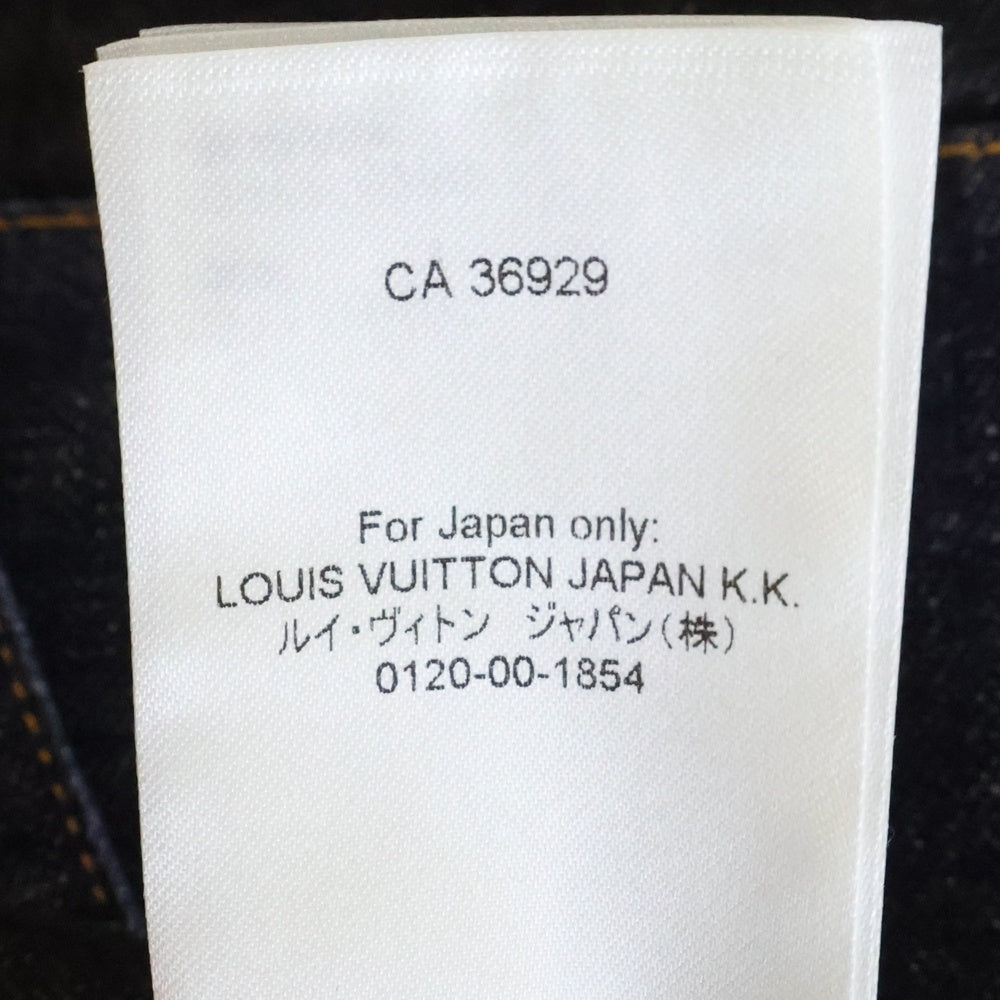 CA 36929
For Japan only:
LOUIS VUITTON JAPAN K.K.
ルイ・ヴィトン　ジャパン(株)
0120-00-1854